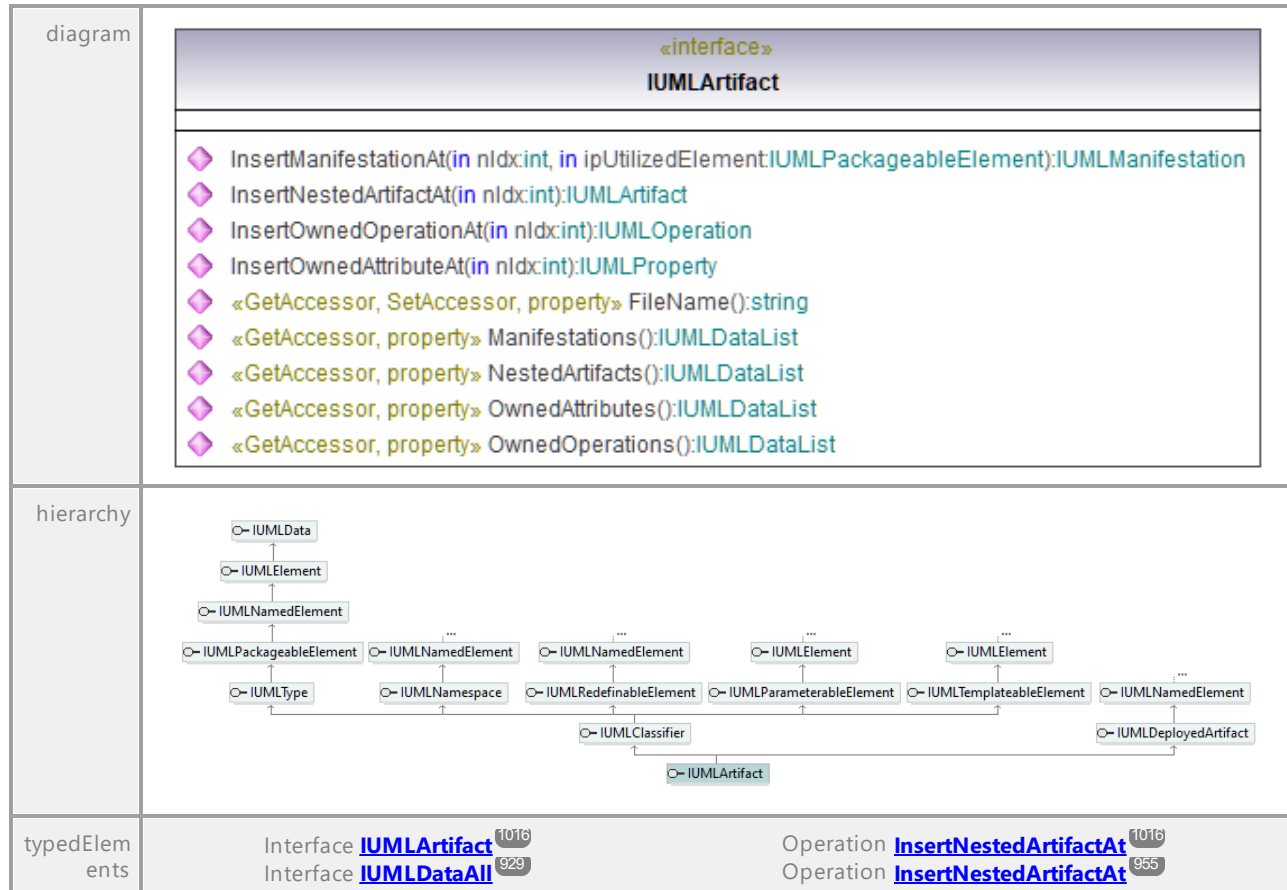 diagram
«interface»
IUMLArtifact
InsertManifestationAt(in nIdx:int, in ipUtilizedElement:IUMLPackageableElement):IUMLManifestation
InsertNestedArtifactAt(in nIdx:int):IUMLArtifact
InsertOwnedOperationAt(in nIdx:int):IUMLOperation
InsertOwnedAttributeAt(in nIdx:int):IUMLProperty
«GetAccessor, SetAccessor, property» FileName():string
«GetAccessor, property» Manifestations():IUMLDataList
«GetAccessor, property» NestedArtifacts():IUMLDataList
«GetAccessor, property» OwnedAttributes():IUMLDataList
«GetAccessor, property» OwnedOperations():IUMLDataList
hierarchy
IUMLData
IUMLElement
IUMLNamedElement
... ... ... ...
IUMLPackageableElement IUMLNamedElement IUMLNamedElement IUMLElement IUMLElement ...
IUMLType IUMLNamespace IUMLRedefinableElement IUMLParameterableElement IUMLTemplateableElement IUMLNamedElement
IUMLClassifier IUMLDeployedArtifact
IUMLArtifact
typedElem
ents
Interface IUMLArtifact 1016 Operation InsertNestedArtifactAt 1016
Interface IUMLDataAll 929 Operation InsertNestedArtifactAt 955